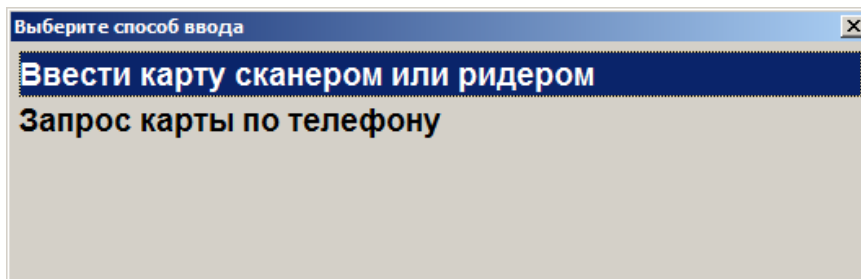 Выберите способ ввода
Ввести карту сканером или ридером
Запрос карты по телефону